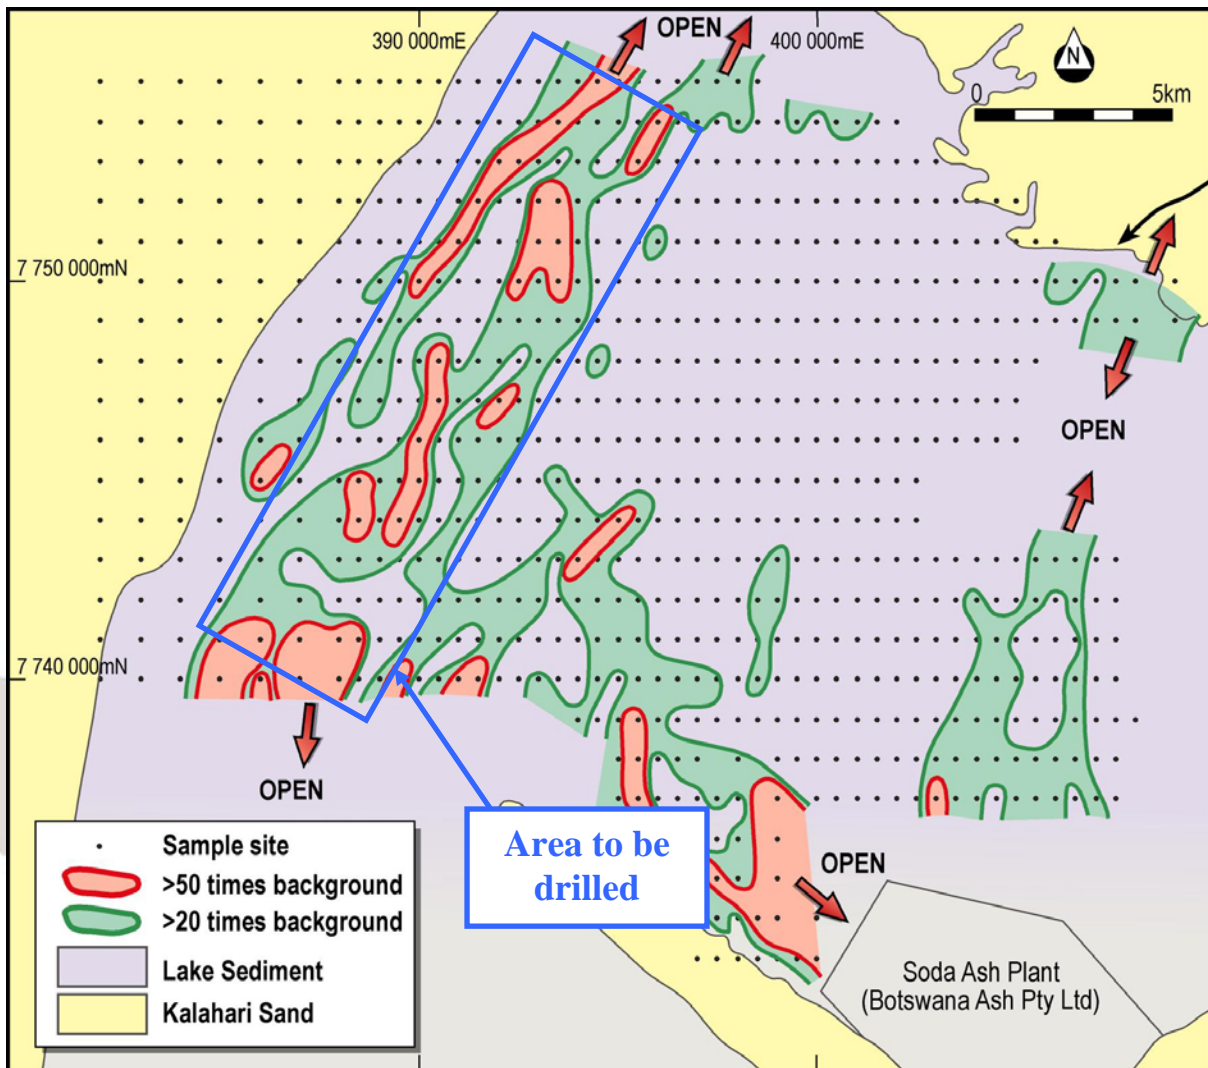 OPEN
390 000mE
400 000mE
N
0
5km
7 750 000mN
OPEN
7 740 000mN
OPEN
Area to be
drilled
OPEN
Sample site
>50 times background
>20 times background
Lake Sediment
Kalahari Sand
Soda Ash Plant
(Botswana Ash Pty Ltd)